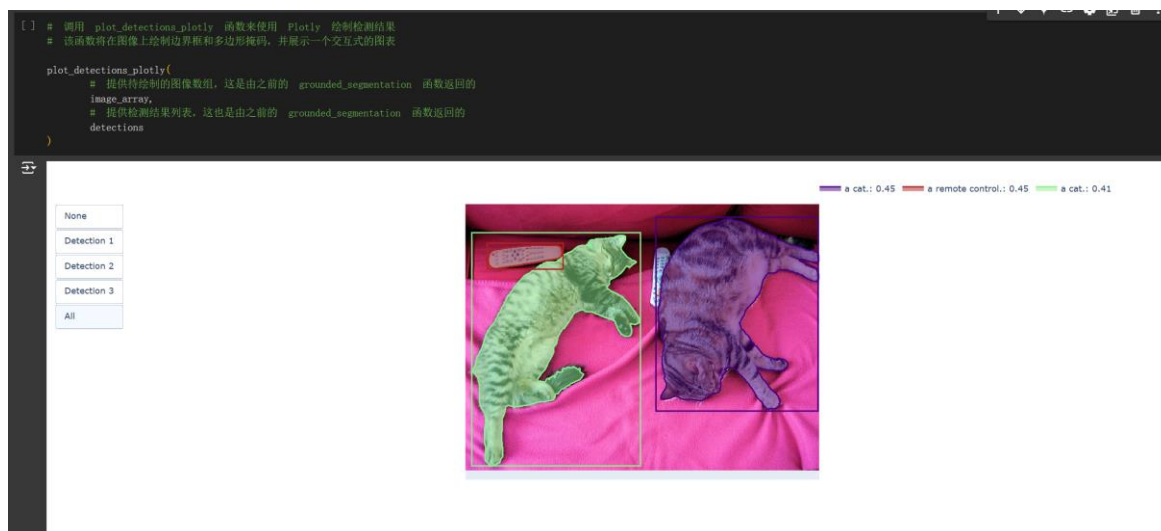 [ ] # 调用 plot_detections_plotly 函数来使用 Plotly 绘制检测结果
# 该函数将在图像上绘制边界框和多边形掩码，并展示一个交互式的图表
plot_detections_plotly(
# 提供待绘制的图像数组，这是由之前的 grounded_segmentation 函数返回的
image_array,
# 提供检测结果列表，这也是由之前的 grounded_segmentation 函数返回的
detections
)
a cat.: 0.45 a remote control.: 0.45 a cat.: 0.41
None
Detection 1
Detection 2
Detection 3
All